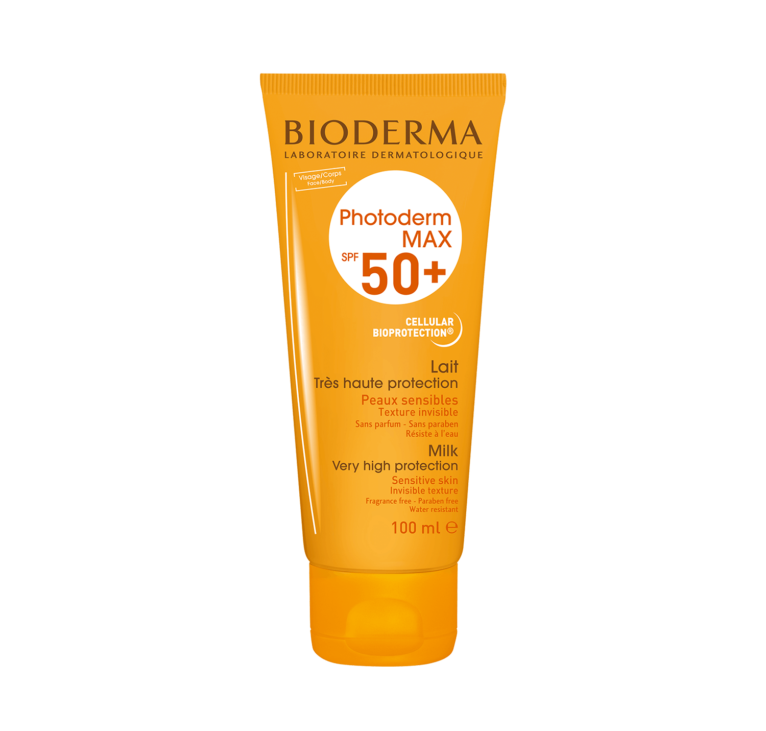 BIODERMA
LABORATOIRE DERMATOLOGIQUE
Visage/Corps
Face/Body
Photoderm
MAX
SPF 50+
CELLULAR
BIOPROTECTION®
Lait
Très haute protection
Peaux sensibles
Texture invisible
Sans parfum - Sans paraben
Résiste à l'eau
Milk
Very high protection
Sensitive skin
Invisible texture
Fragrance free - Paraben free
Water resistant
100 ml ℮